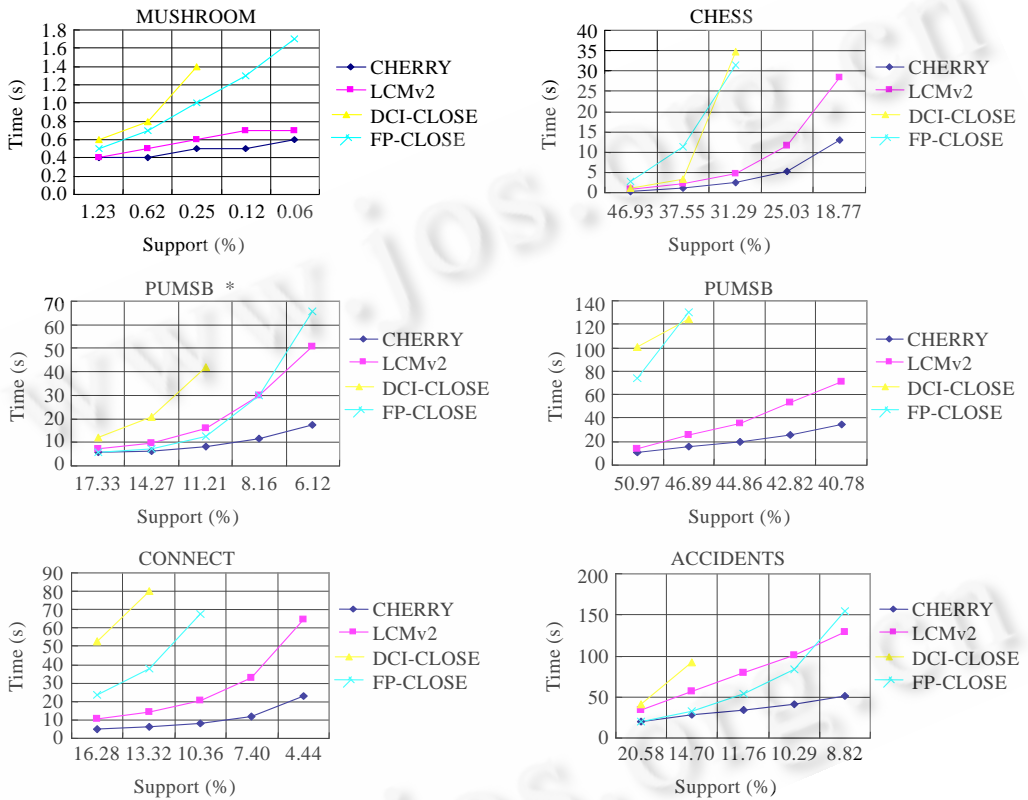 MUSHROOM
1.8
1.6
1.4
1.2
1.0
0.8
0.6
0.4
0.2
0.0
Time (s)
1.23 0.62 0.25 0.12 0.06
Support (%)
CHERRY
LCMv2
DCI-CLOSE
FP-CLOSE
CHESS
40
35
30
25
20
15
10
5
0
Time (s)
46.93 37.55 31.29 25.03 18.77
Support (%)
CHERRY
LCMv2
DCI-CLOSE
FP-CLOSE
PUMSB *
70
60
50
40
30
20
10
0
Time (s)
17.33 14.27 11.21 8.16 6.12
Support (%)
CHERRY
LCMv2
DCI-CLOSE
FP-CLOSE
PUMSB
140
120
100
80
60
40
20
0
Time (s)
50.97 46.89 44.86 42.82 40.78
Support (%)
CHERRY
LCMv2
DCI-CLOSE
FP-CLOSE
CONNECT
90
80
70
60
50
40
30
20
10
0
Time (s)
16.28 13.32 10.36 7.40 4.44
Support (%)
CHERRY
LCMv2
DCI-CLOSE
FP-CLOSE
ACCIDENTS
200
150
100
50
0
Time (s)
20.58 14.70 11.76 10.29 8.82
Support (%)
CHERRY
LCMv2
DCI-CLOSE
FP-CLOSE
www.jos.org.cn